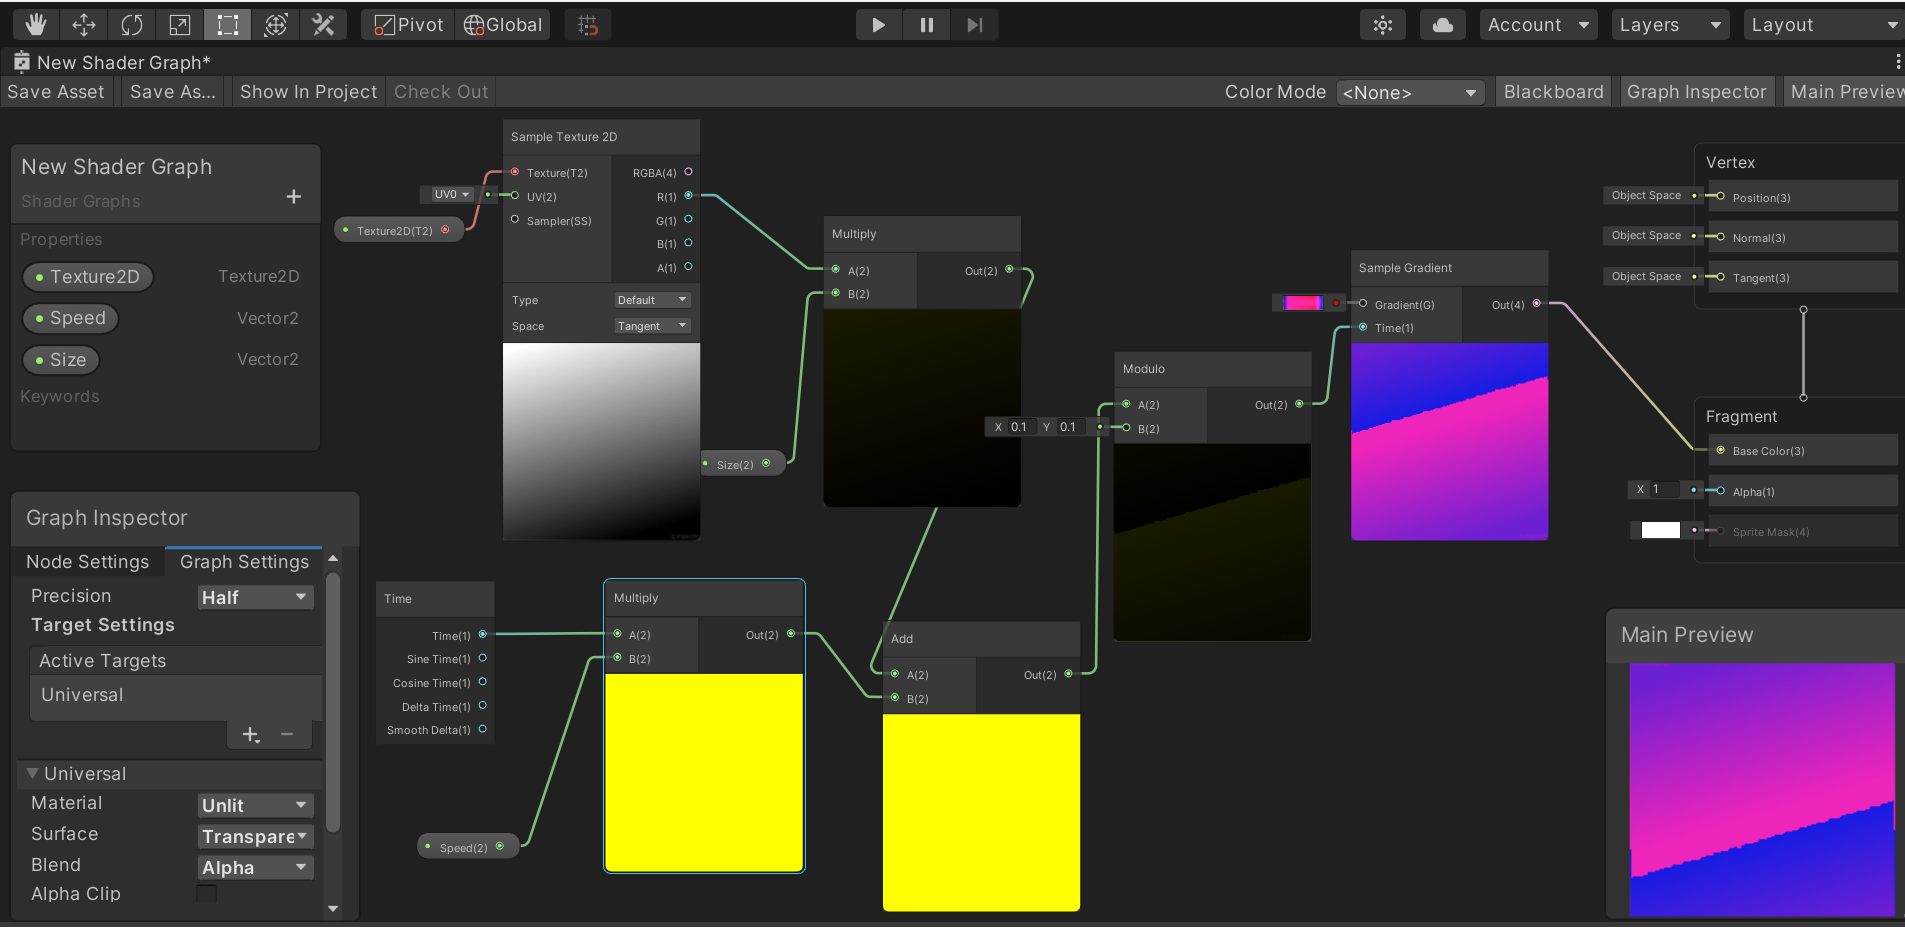 Pivot Global Account Layers Layout
New Shader Graph*
Save Asset Save As... Show In Project Check Out Color Mode <None> Blackboard Graph Inspector Main Preview
New Shader Graph
Shader Graphs
Properties
Texture2D Texture2D
Speed Vector2
Size Vector2
Keywords
Graph Inspector
Node Settings Graph Settings
Precision Half
Target Settings
Active Targets
Universal
Universal
Material Unlit
Surface Transpare
Blend Alpha
Alpha Clip
UV0
Texture2D(T2)
Sample Texture 2D
Texture(T2) RGBA(4)
UV(2) R(1)
Sampler(SS) G(1)
B(1)
A(1)
Type Default
Space Tangent
Size(2)
Multiply
A(2) Out(2)
B(2)
Time
Time(1)
Sine Time(1)
Cosine Time(1)
Delta Time(1)
Smooth Delta(1)
Speed(2)
Multiply
A(2) Out(2)
B(2)
Add
A(2) Out(2)
B(2)
X 0.1 Y 0.1
Modulo
A(2) Out(2)
B(2)
Sample Gradient
Gradient(G) Out(4)
Time(1)
Vertex
Object Space Position(3)
Object Space Normal(3)
Object Space Tangent(3)
Fragment
Base Color(3)
X 1 Alpha(1)
Sprite Mask(4)
Main Preview